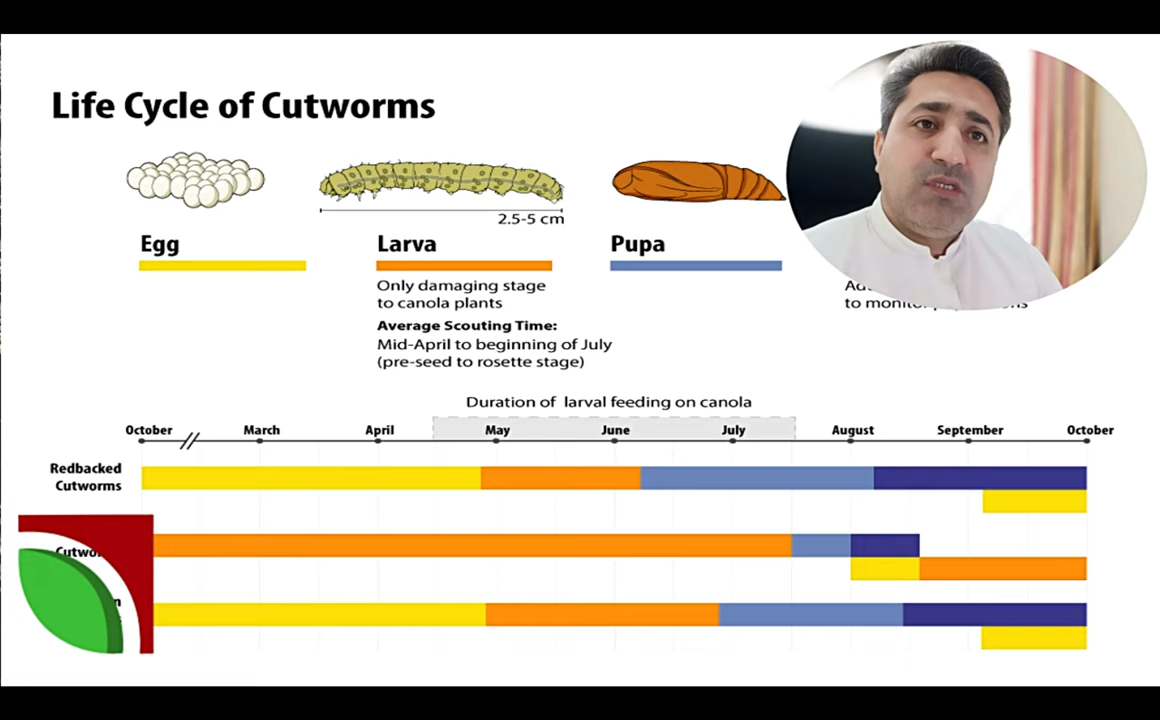 Life Cycle of Cutworms
2.5-5 cm
Egg
Larva
Pupa
Only damaging stage
to canola plants
to monitor
Average Scouting Time:
Mid-April to beginning of July
(pre-seed to rosette stage)
Duration of larval feeding on canola
October March April May June July August September October
Redbacked
Cutworms